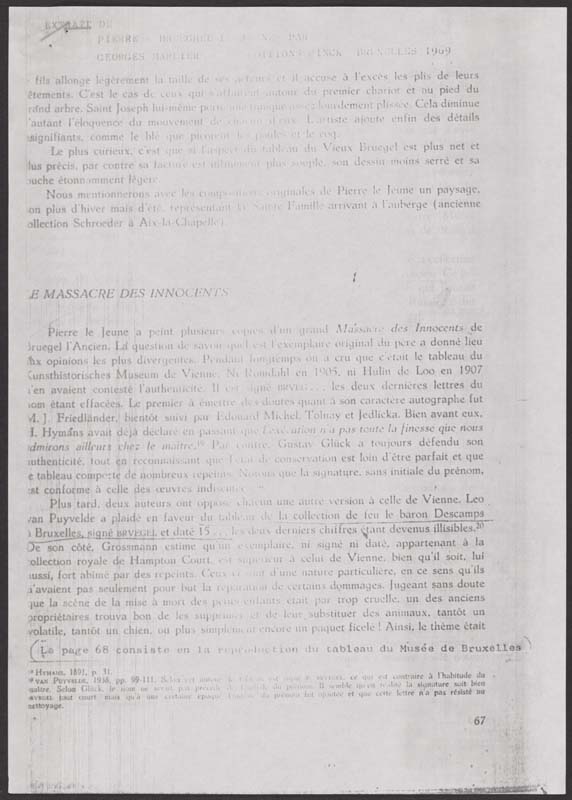 EXTRAIT DE
PIERRE BRUEGHEL JEUNE PAR
GEORGES MARLIER EDITIONS FINCK BRUXELLES 1969
fils allonge légèrement la taille de ses acteurs et il accuse à l'excès les plis de leurs
êtements. C'est le cas de ceux qui s'affairent autour du premier chariot et au pied du
rand arbre. Saint Joseph lui-même porte une tunique assez lourdement plissée. Cela diminue
'autant l'éloquence du mouvement de chacun d'eux. L'artiste ajoute enfin des détails
nsignifiants, comme le blé que picorent les poules et le coq.
Le plus curieux, c'est que si l'aspect du tableau du Vieux Bruegel est plus net et
lus précis, par contre sa facture est infiniment plus souple, son dessin moins serré et sa
ouche étonnamment légère.
Nous mentionnerons avec les compositions originales de Pierre le Jeune un paysage,
on plus d'hiver mais d'été, représentant la Sainte Famille arrivant à l'auberge (ancienne
ollection Schroeder à Aix-la-Chapelle).
E MASSACRE DES INNOCENTS
Pierre le Jeune a peint plusieurs copies d'un grand Massacre des Innocents de
Bruegel l'Ancien. La question de savoir quel est l'exemplaire original du père a donné lieu
aux opinions les plus divergentes. Pendant longtemps on a cru que c'était le tableau du
Kunsthistorisches Museum de Vienne. Ni Romdahl en 1905, ni Hulin de Loo en 1907
n'en avaient contesté l'authenticité. Il est signé BRVEG..., les deux dernières lettres du
nom étant effacées. Le premier à émettre des doutes quant à son caractère autographe fut
M. J. Friedländer, bientôt suivi par Edouard Michel, Tolnay et Jedlicka. Bien avant eux,
H. Hymans avait déjà déclaré en passant que l'exécution n'a pas toute la finesse que nous
admirons ailleurs chez le maître.¹⁹ Par contre, Gustav Glück a toujours défendu son
authenticité, tout en reconnaissant que l'état de conservation est loin d'être parfait et que
e tableau comporte de nombreux repeints. Notons que la signature, sans initiale du prénom,
est conforme à celle des œuvres
Plus tard, deux auteurs ont opposé chacun une autre version à celle de Vienne. Leo
van Puyvelde a plaidé en faveur du tableau de la collection de feu le baron Descamps
à Bruxelles, signé BRVEGEL et daté 15... les deux derniers chiffres étant devenus illisibles.²⁰
De son côté, Grossmann estime qu'un exemplaire, ni signé ni daté, appartenant à la
ollection royale de Hampton Court, est supérieur à celui de Vienne, bien qu'il soit, lui
aussi, fort abîmé par des repeints. Ceux-ci sont d'une nature particulière, en ce sens qu'ils
n'avaient pas seulement pour but la réparation de certains dommages. Jugeant sans doute
que la scène de la mise à mort des petits enfants était par trop cruelle, un des anciens
propriétaires trouva bon de les supprimer et de leur substituer des animaux, tantôt un
volatile, tantôt un chien, ou plus simplement encore un paquet ficelé ! Ainsi, le thème était
(La page 68 consiste en la reproduction du tableau du Musée de Bruxelles)
¹⁹ HYMANS, 1891, p. 31.
²⁰ VAN PUYVELDE, 1936, pp. 99-111. ce qui est contraire à l'habitude du
maître. Selon Glück, le nom ne serait pas précédé de l'initiale du prénom. Il semble qu'en réalité la signature soit bien
BRVEGEL tout court mais qu'à une certaine époque l'initiale du prénom fut ajoutée et que cette lettre n'a pas résisté au
nettoyage.
67